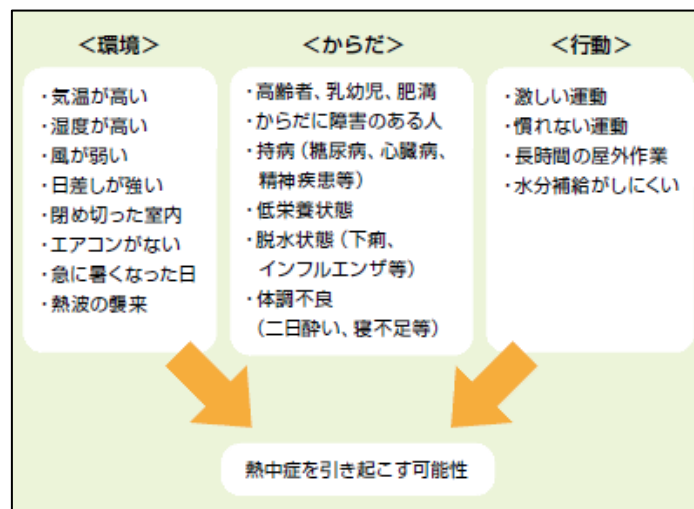 ＜環境＞
・気温が高い
・湿度が高い
・風が弱い
・日差しが強い
・閉め切った室内
・エアコンがない
・急に暑くなった日
・熱波の襲来
＜からだ＞
・高齢者、乳幼児、肥満
・からだに障害のある人
・持病（糖尿病、心臓病、
精神疾患等）
・低栄養状態
・脱水状態（下痢、
インフルエンザ等）
・体調不良
（二日酔い、寝不足等）
＜行動＞
・激しい運動
・慣れない運動
・長時間の屋外作業
・水分補給がしにくい
熱中症を引き起こす可能性